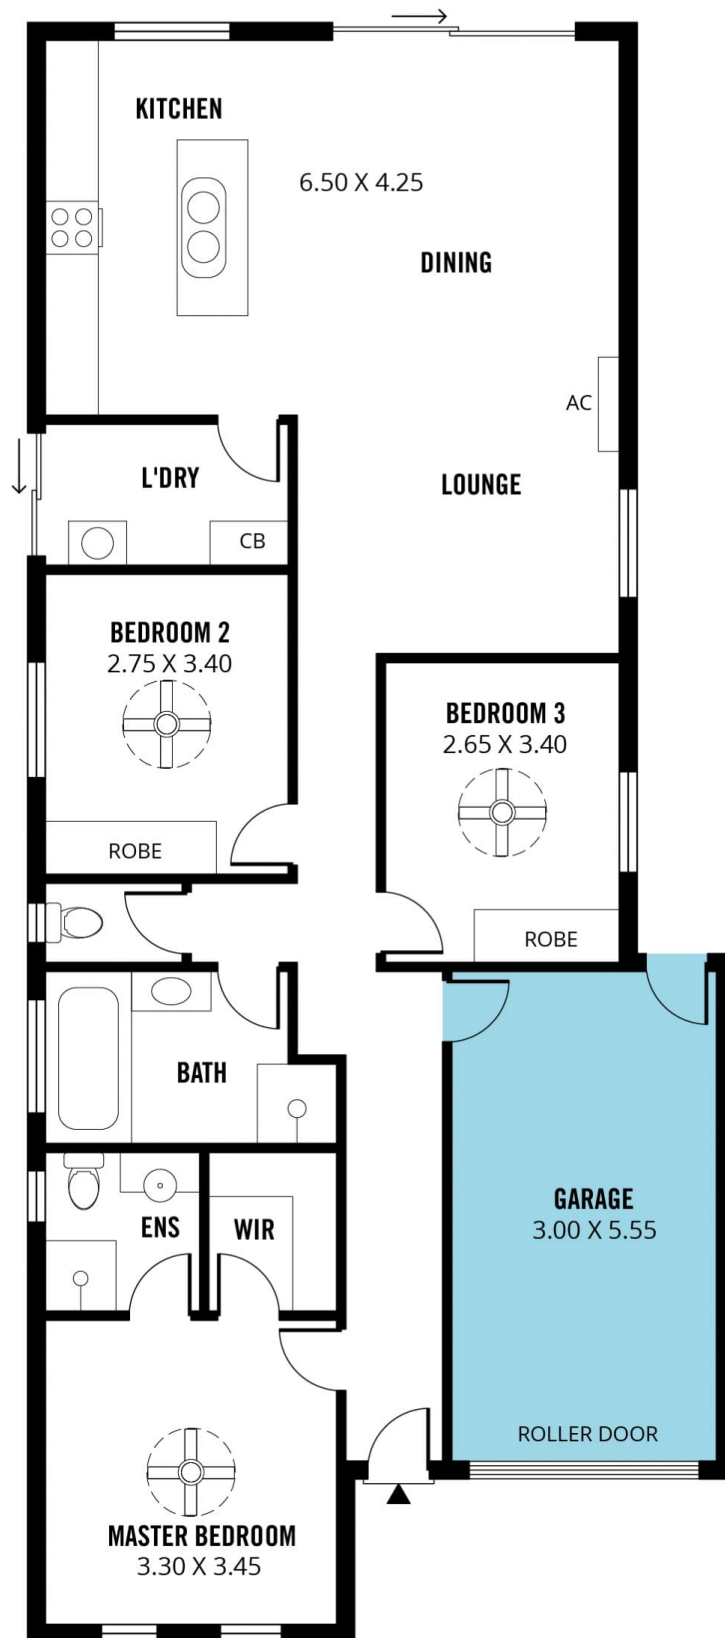 KITCHEN
6.50 X 4.25
DINING
AC
L'DRY
LOUNGE
CB
BEDROOM 2
2.75 X 3.40
BEDROOM 3
2.65 X 3.40
ROBE
ROBE
BATH
GARAGE
3.00 X 5.55
ENS
WIR
ROLLER DOOR
MASTER BEDROOM
3.30 X 3.45